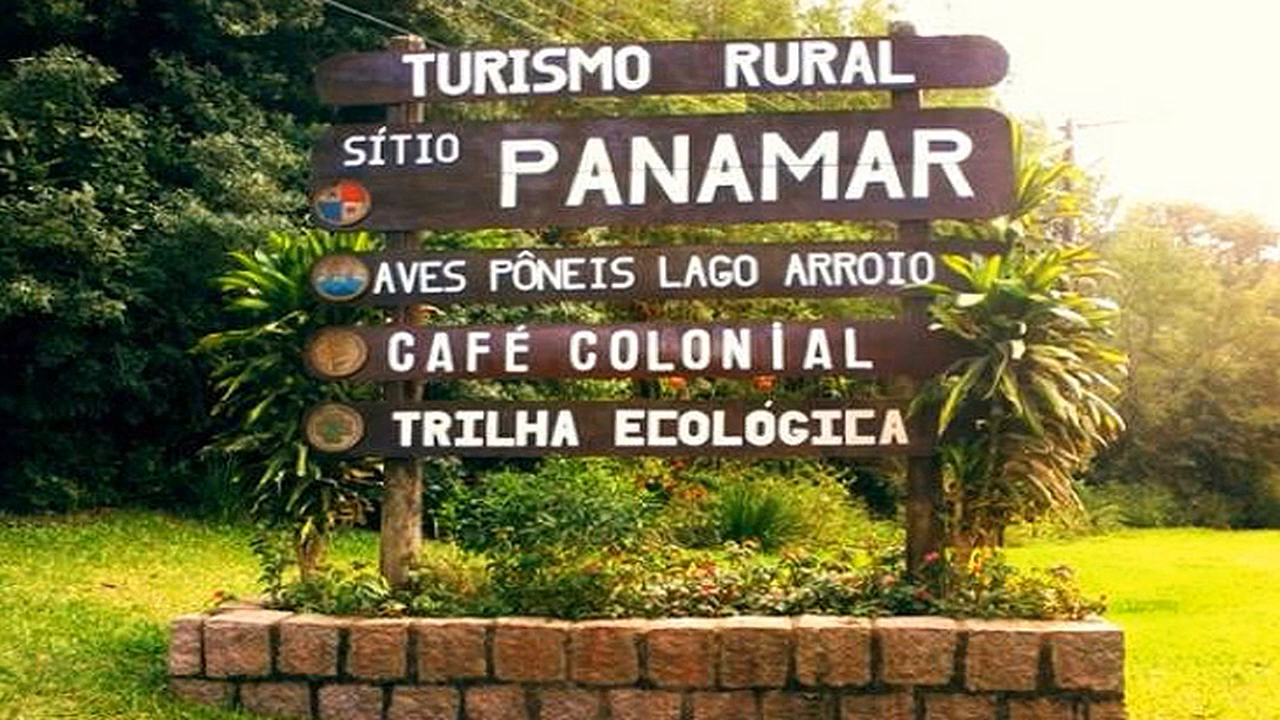 TURISMO RURAL
SÍTIO PANAMAR
AVES PÔNEIS LAGO ARROIO
CAFÉ COLONIAL
TRILHA ECOLÓGICA